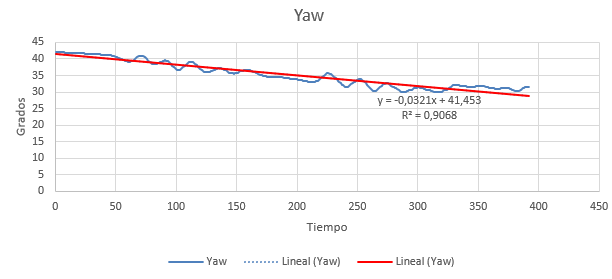 Yaw
45
40
35
30
25
20
15
10
5
0
Grados
y = -0,0321x + 41,453
R² = 0,9068
0 50 100 150 200 250 300 350 400 450
Tiempo
Yaw Lineal (Yaw) Lineal (Yaw)